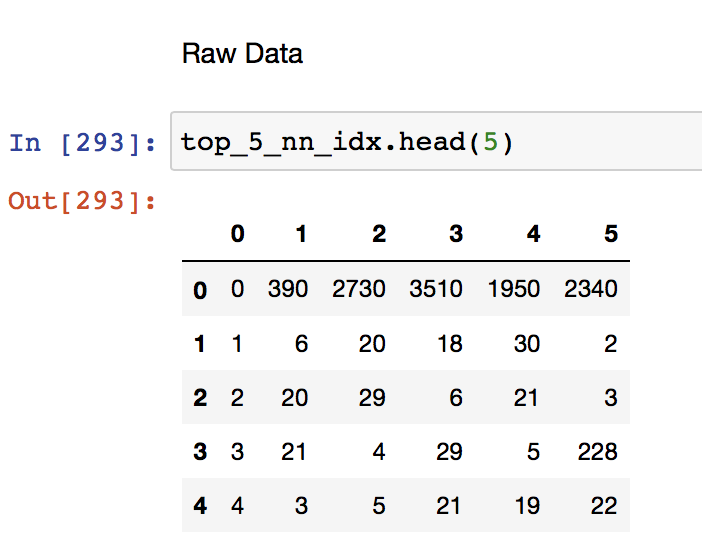 Raw Data
In [293]: top_5_nn_idx.head(5)
Out[293]:
0 1 2 3 4 5
0 0 390 2730 3510 1950 2340
1 1 6 20 18 30 2
2 2 20 29 6 21 3
3 3 21 4 29 5 228
4 4 3 5 21 19 22